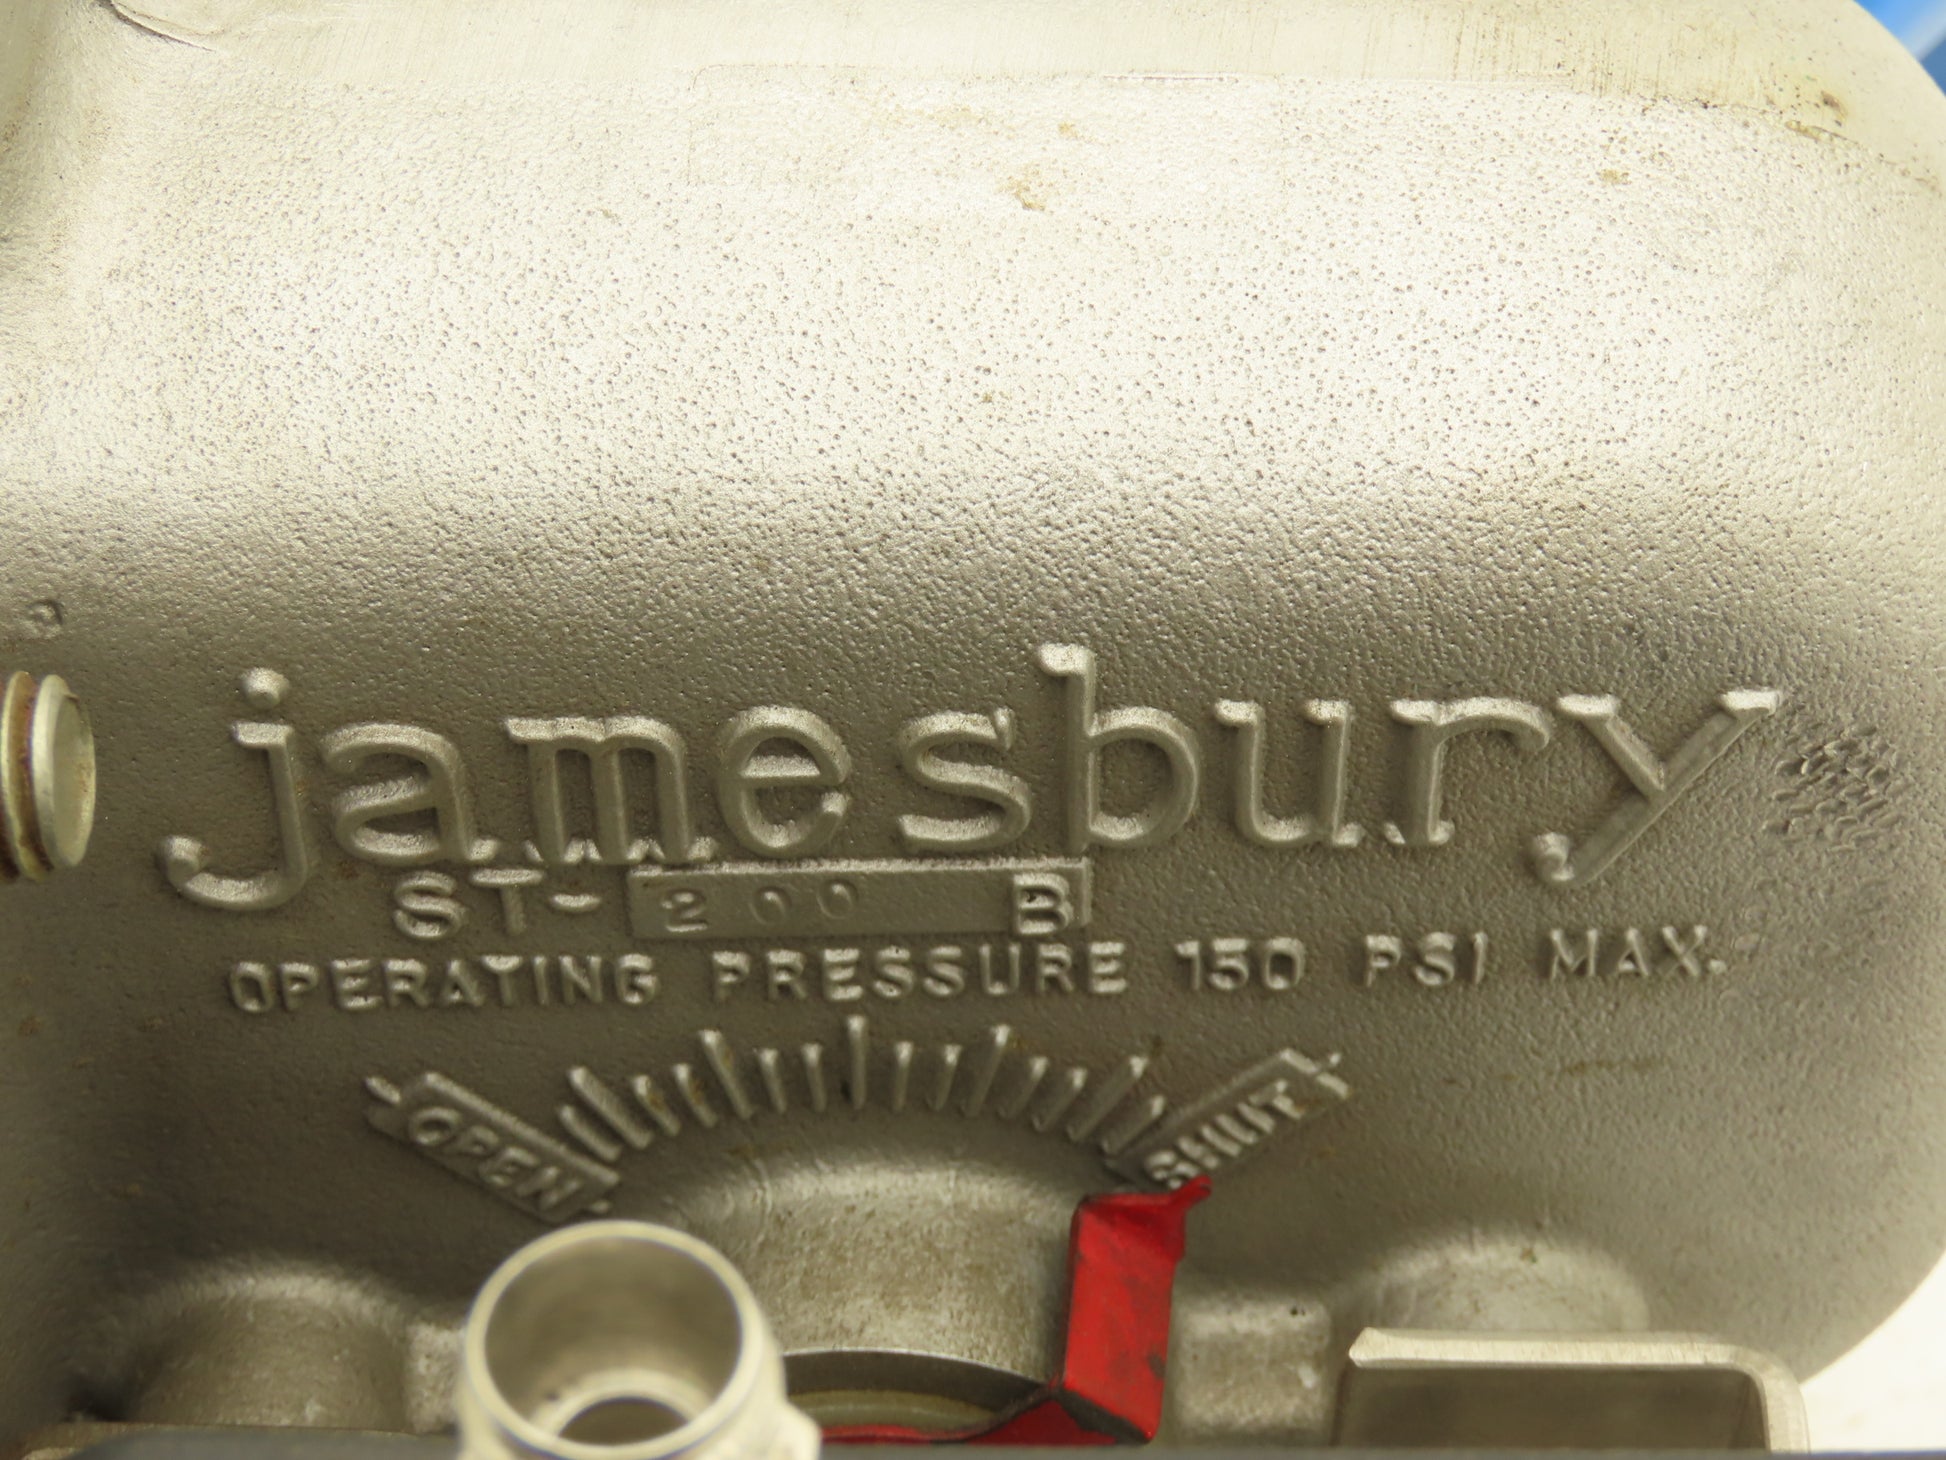 jamesbury
ST-200 B
OPERATING PRESSURE 150 PSI MAX.
OPEN SHUT